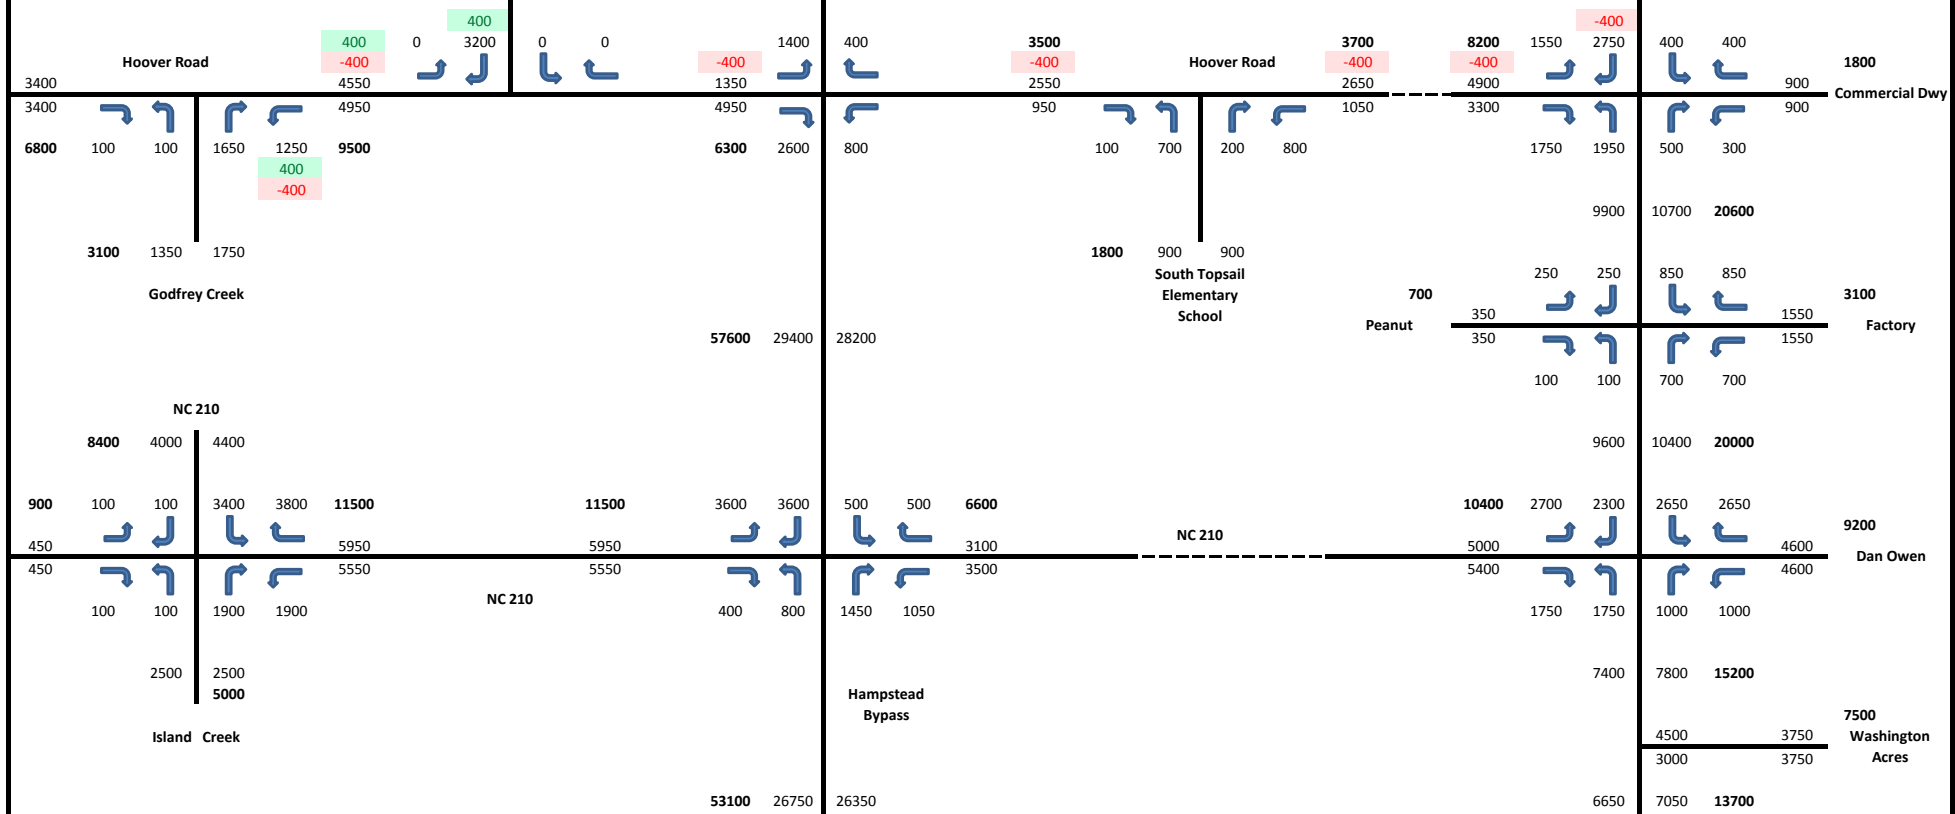 400 -400
400 0 3200 0 0 1400 400 3500 3700 8200 1550 2750 400 400
Hoover Road -400 -400 -400 Hoover Road -400 -400 1800
3400 4550 1350 2550 2650 4900 900
Commercial Dwy
3400 4950 4950 950 1050 3300 900
6800 100 100 1650 1250 9500 6300 2600 800 100 700 200 800 1750 1950 500 300
400
-400
9900 10700 20600
3100 1350 1750 1800 900 900
South Topsail 250 250 850 850
Godfrey Creek Elementary 700 3100
School 350 1550
Peanut Factory
57600 29400 28200 350 1550
100 100 700 700
NC 210
8400 4000 4400 9600 10400 20000
900 100 100 3400 3800 11500 11500 3600 3600 500 500 6600 10400 2700 2300 2650 2650
NC 210 9200
450 5950 5950 3100 5000 4600
Dan Owen
450 5550 5550 3500 5400 4600
NC 210
100 100 1900 1900 400 800 1450 1050 1750 1750 1000 1000
2500 2500 7400 7800 15200
5000 Hampstead
Bypass 7500
Island Creek 4500 3750 Washington
3000 3750 Acres
53100 26750 26350 6650 7050 13700